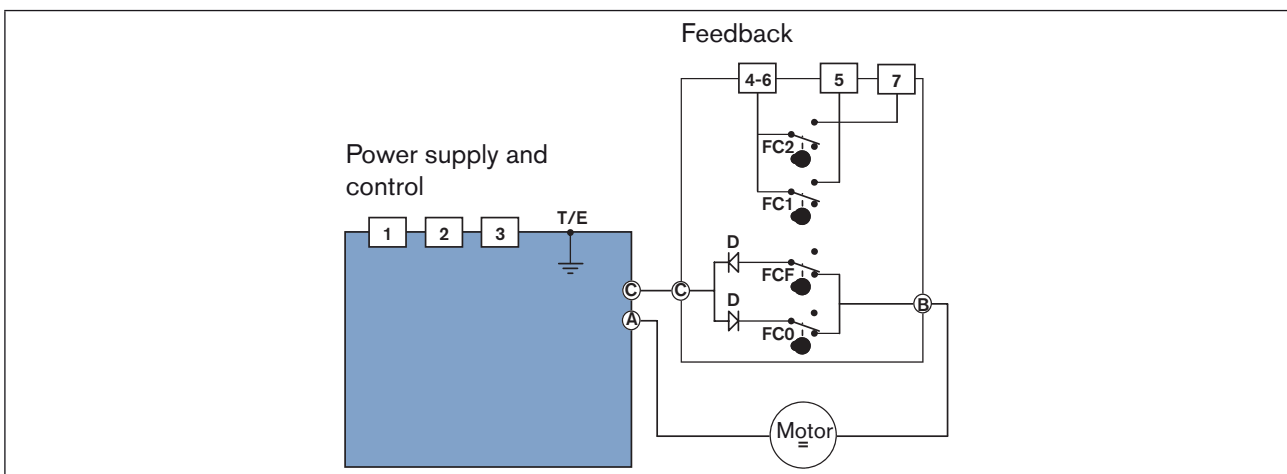 Feedback
4-6 5 7
FC2
FC1
Power supply and
control
1 2 3 T/E
D
FCF
C C
D
FC0
A
B
Motor
=